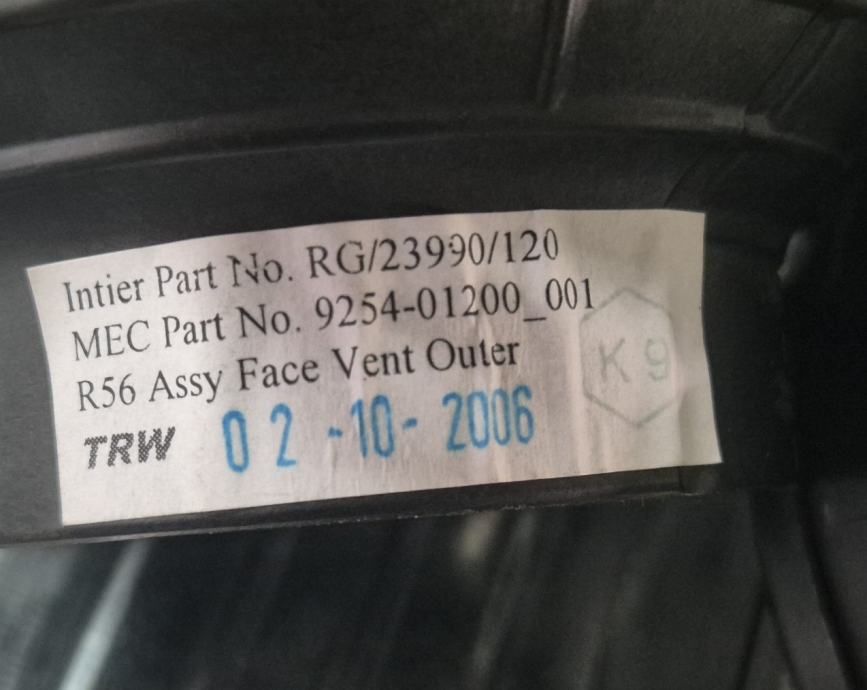 Intier Part No. RG/23990/120
MEC Part No. 9254-01200_001
R56 Assy Face Vent Outer
K 9
TRW 02-10-2006